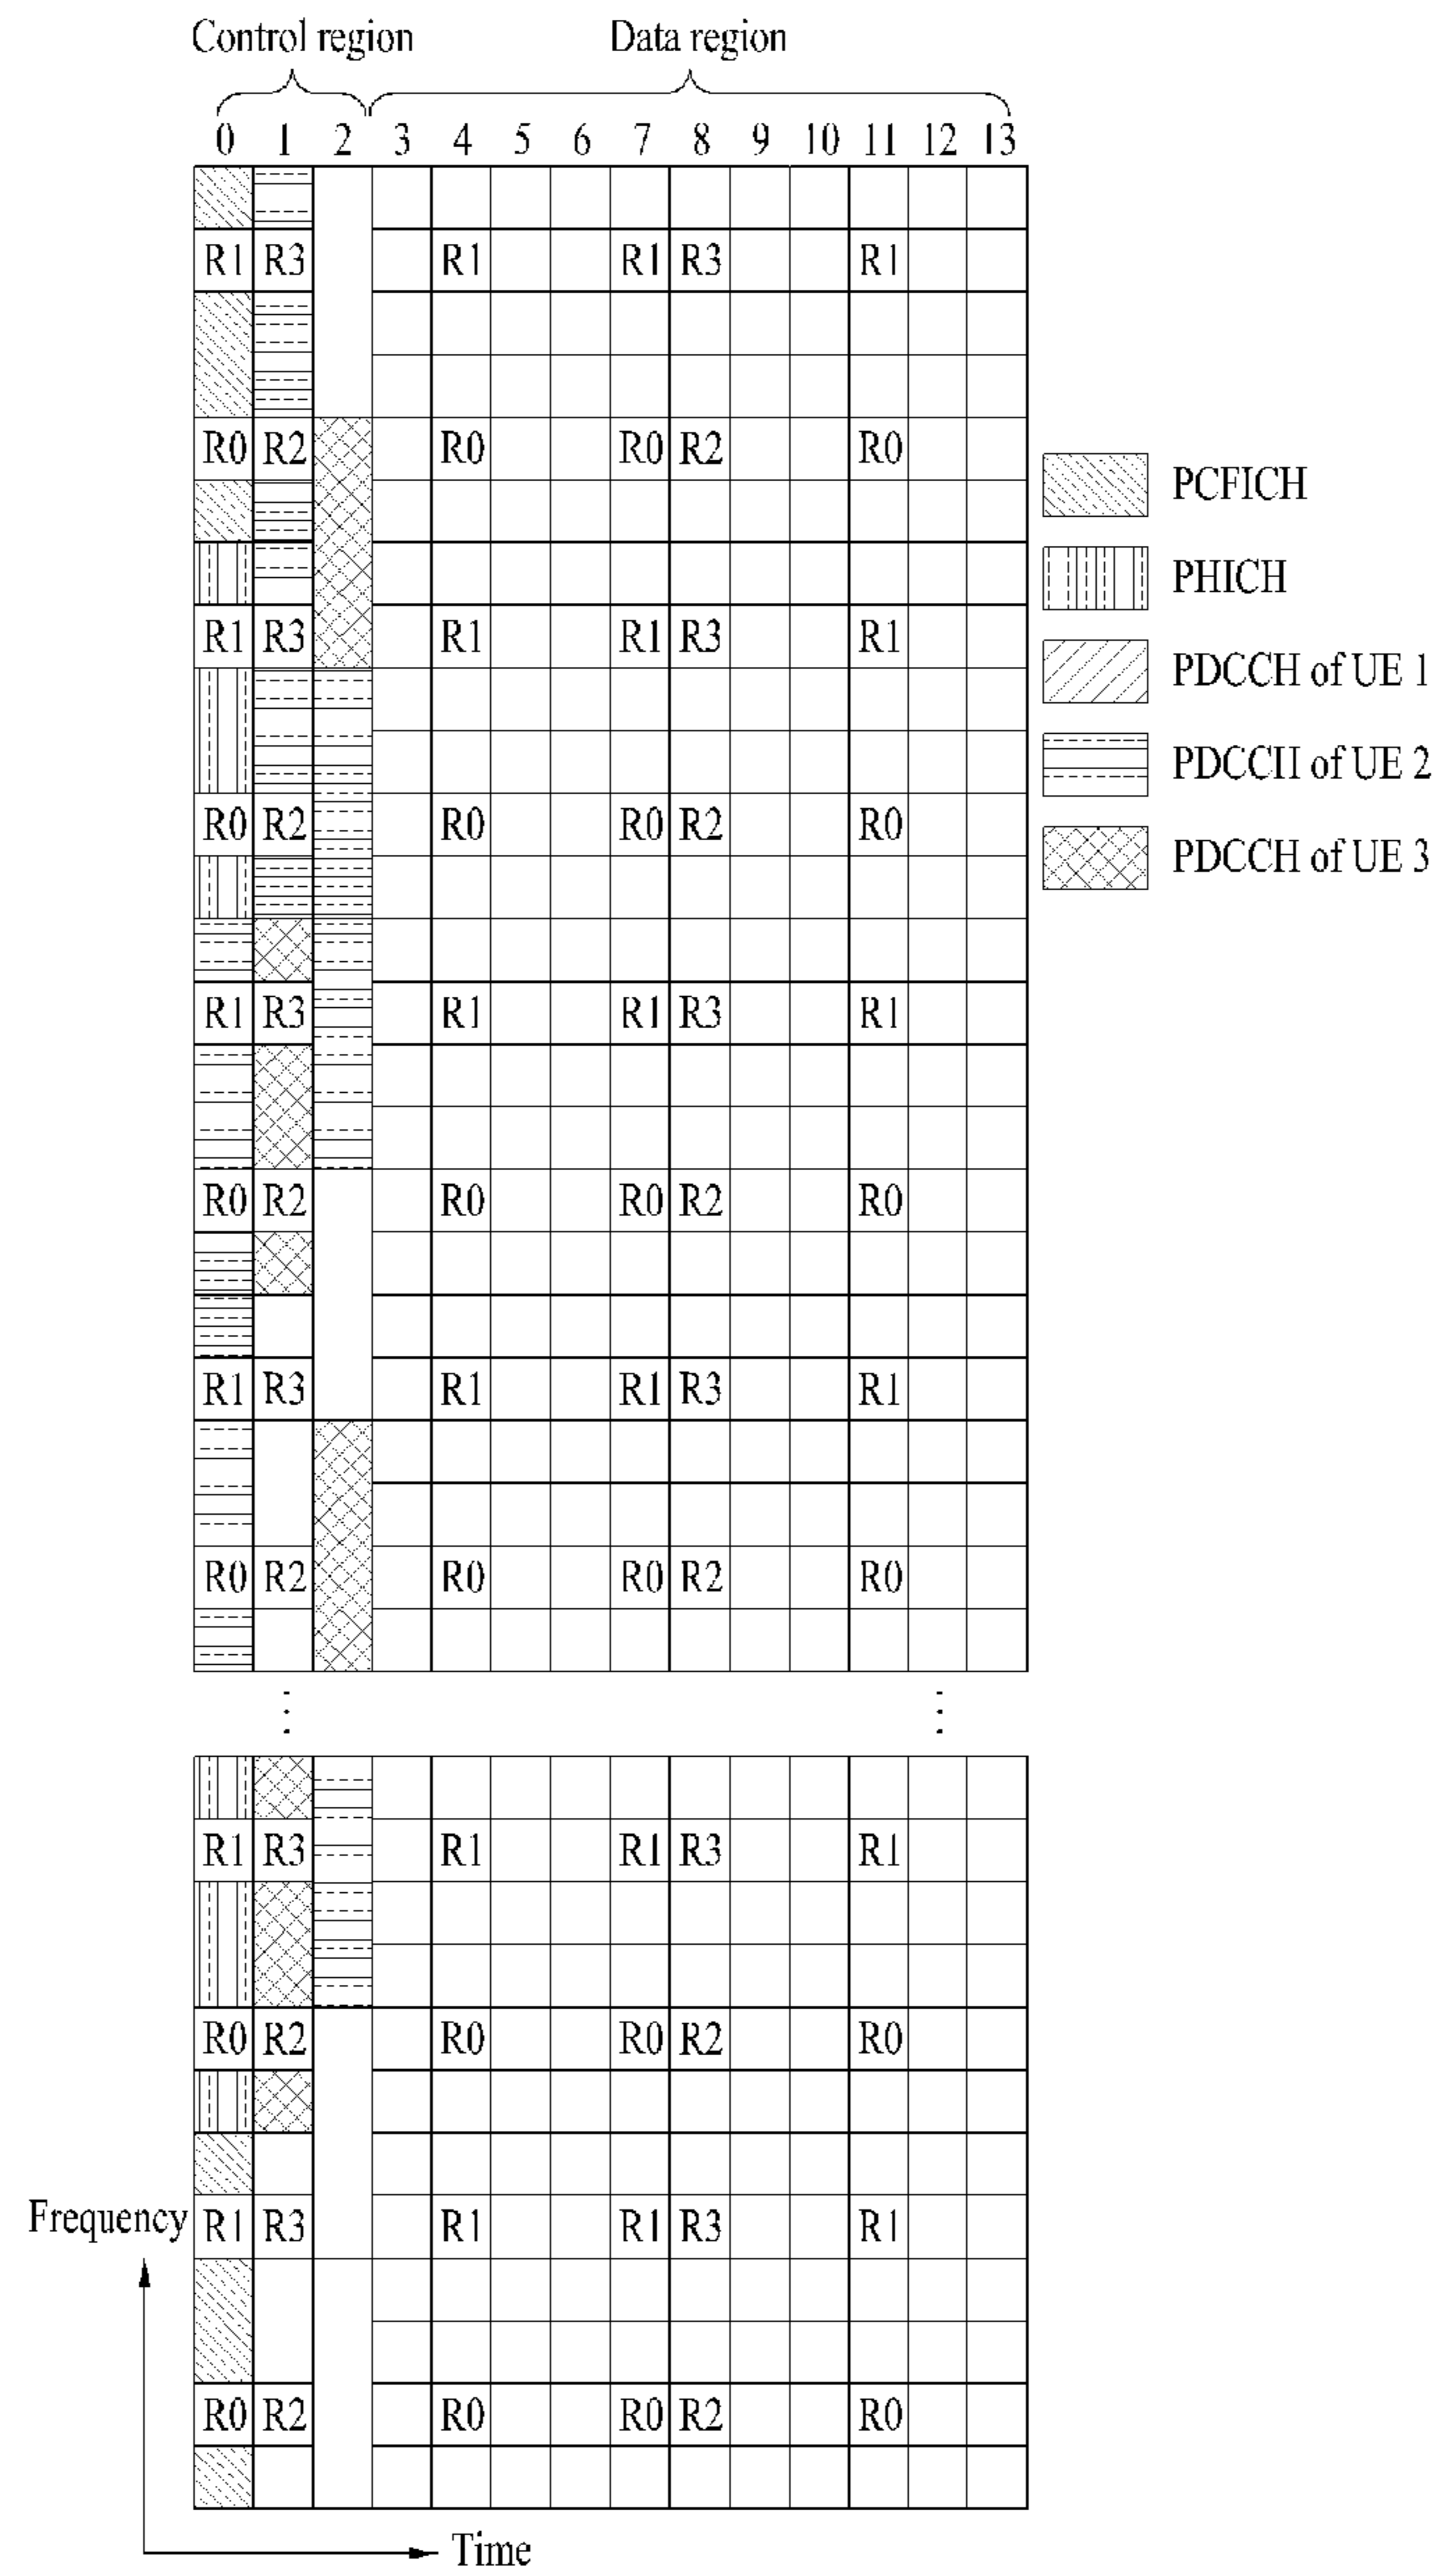 Control region Data region
0 1 2 3 4 5 6 7 8 9 10 11 12 13
R1 R3 R1 R1 R3 R1
R0 R2 R0 R0 R2 R0
PCFICH
PHICH
R1 R3 R1 R1 R3 R1
PDCCH of UE 1
PDCCH of UE 2
R0 R2 R0 R0 R2 R0
PDCCH of UE 3
R1 R3 R1 R1 R3 R1
R0 R2 R0 R0 R2 R0
R1 R3 R1 R1 R3 R1
R0 R2 R0 R0 R2 R0
R1 R3 R1 R1 R3 R1
R0 R2 R0 R0 R2 R0
Frequency R1 R3 R1 R1 R3 R1
R0 R2 R0 R0 R2 R0
Time